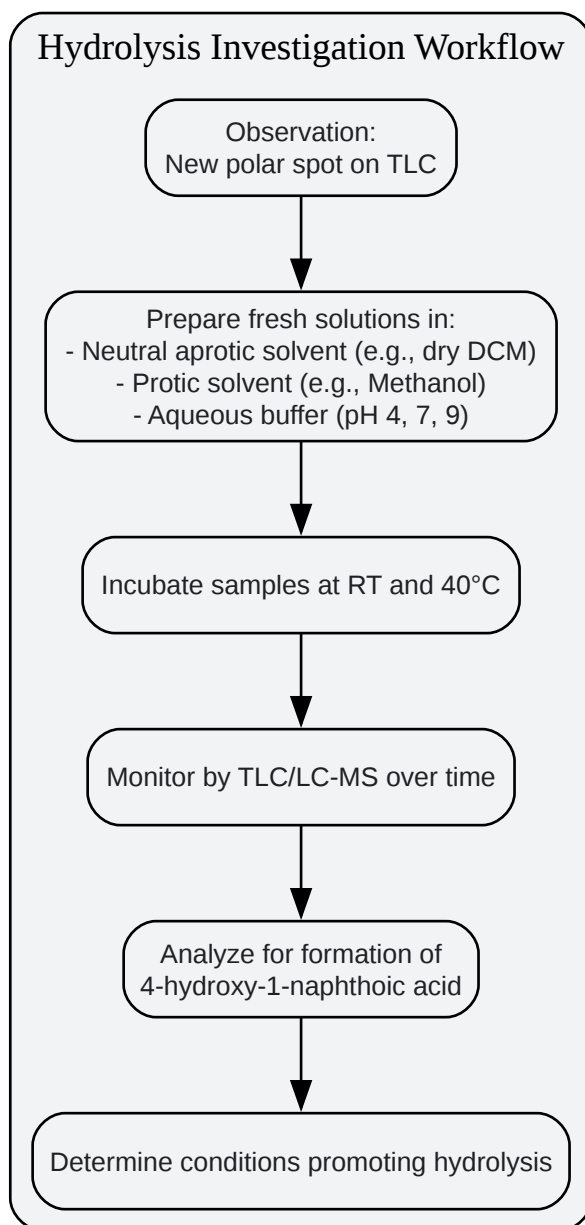 Hydrolysis Investigation Workflow
Observation:
New polar spot on TLC
Prepare fresh solutions in:
- Neutral aprotic solvent (e.g., dry DCM)
- Protic solvent (e.g., Methanol)
- Aqueous buffer (pH 4, 7, 9)
Incubate samples at RT and 40°C
Monitor by TLC/LC-MS over time
Analyze for formation of
4-hydroxy-1-naphthoic acid
Determine conditions promoting hydrolysis